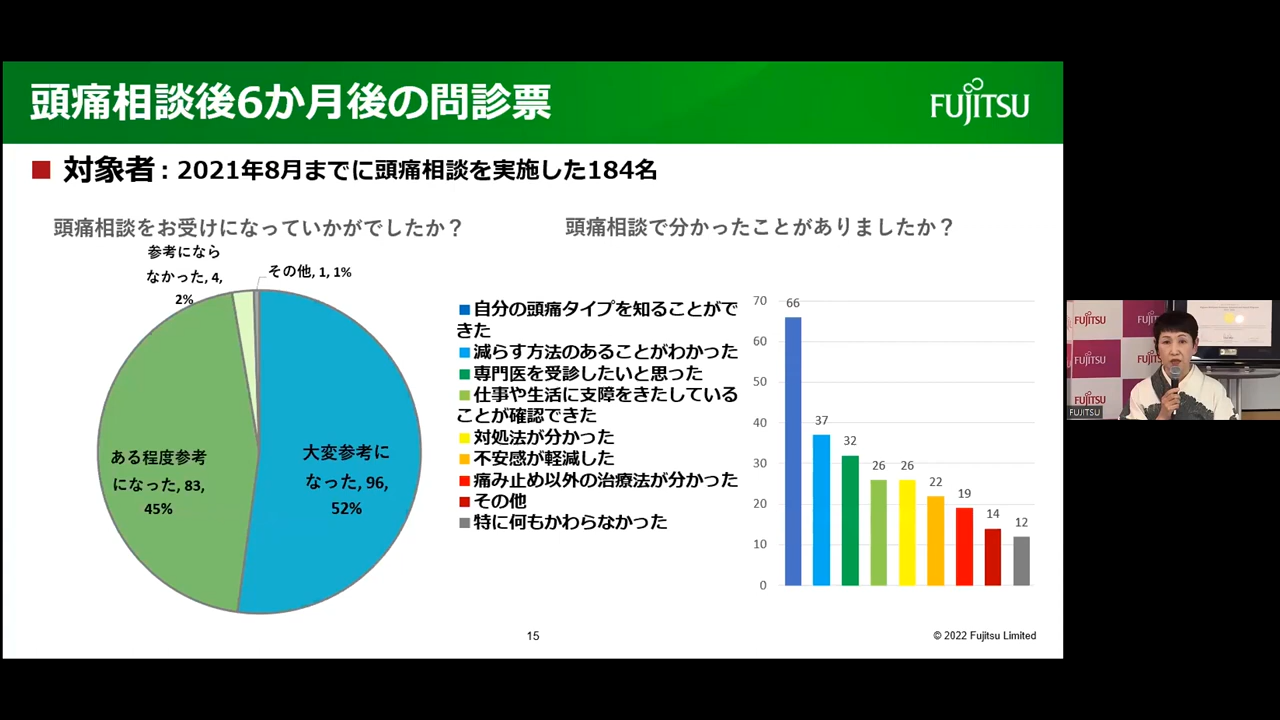 頭痛相談後6か月後の問診票
FUJITSU
対象者 : 2021年8月までに頭痛相談を実施した184名
頭痛相談をお受けになっていかがでしたか？
頭痛相談で分かったことがありましたか？
参考になら
なかった, 4,
2%
その他, 1, 1%
ある程度参考
になった, 83,
45%
大変参考に
なった, 96,
52%
自分の頭痛タイプを知ることがで
きた
減らす方法のあることがわかった
専門医を受診したいと思った
仕事や生活に支障をきたしている
ことが確認できた
対処法が分かった
不安感が軽減した
痛み止め以外の治療法が分かった
その他
特に何もかわらなかった
70
60
50
40
30
20
10
0
66
37
32
26
26
22
19
14
12
15
© 2022 Fujitsu Limited
FUJITSU
FUJITSU
FUJITSU
FUJITSU